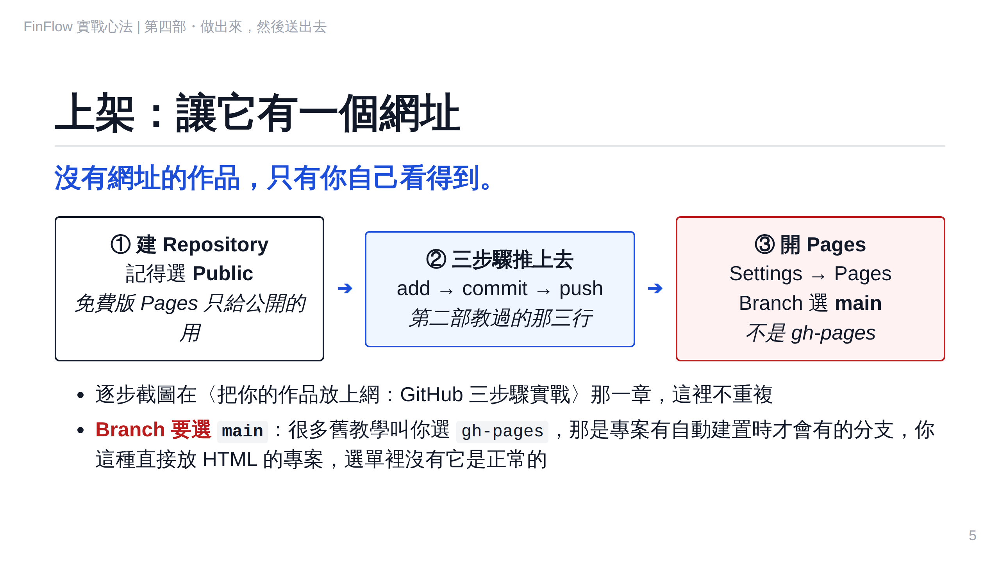 FinFlow 實戰心法 | 第四部・做出來，然後送出去
上架：讓它有一個網址
沒有網址的作品，只有你自己看得到。
① 建 Repository
記得選 Public
免費版 Pages 只給公開的
用
➔
② 三步驟推上去
add → commit → push
第二部教過的那三行
➔
③ 開 Pages
Settings → Pages
Branch 選 main
不是 gh-pages
• 逐步截圖在〈把你的作品放上網：GitHub 三步驟實戰〉那一章，這裡不重複
• Branch 要選 main：很多舊教學叫你選 gh-pages，那是專案有自動建置時才會有的分支，你
這種直接放 HTML 的專案，選單裡沒有它是正常的
5